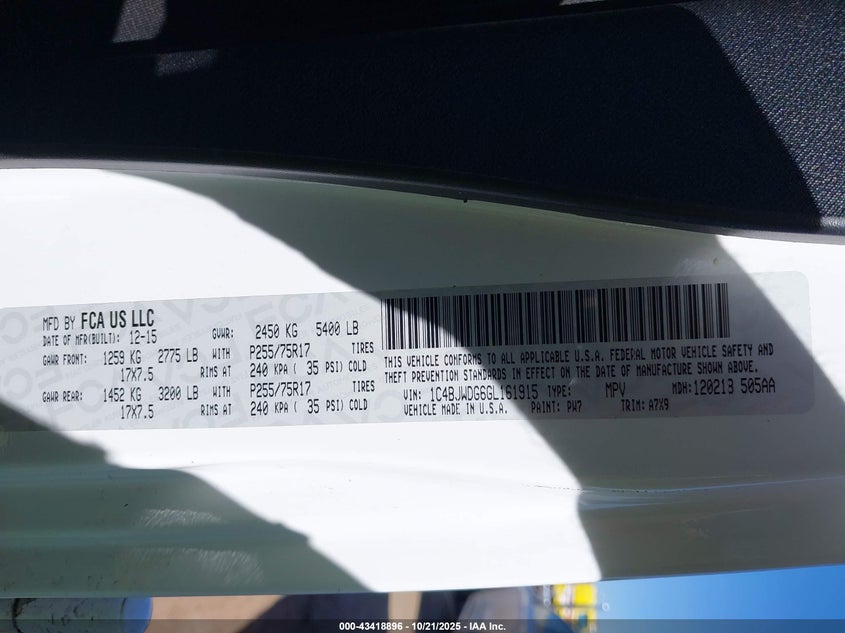 MFD BY FCA US LLC
DATE OF MFR(BUILT): 12-15 GVWR: 2450 KG 5400 LB
GAWR FRONT: 1259 KG 2775 LB WITH P255/75R17 TIRES
17X7.5 RIMS AT 240 KPA ( 35 PSI) COLD
GAWR REAR: 1452 KG 3200 LB WITH P255/75R17 TIRES
17X7.5 RIMS AT 240 KPA ( 35 PSI) COLD
THIS VEHICLE CONFORMS TO ALL APPLICABLE U.S.A. FEDERAL MOTOR VEHICLE SAFETY AND
THEFT PREVENTION STANDARDS IN EFFECT ON THE DATE OF MANUFACTURE SHOWN ABOVE.
VIN: 1C4BJWDG6GL161915 TYPE: MPV MDH: 120213 505AA
VEHICLE MADE IN U.S.A. PAINT: PW7 TRIM: A7X9
000-43418896 - 10/21/2025 - IAA Inc.